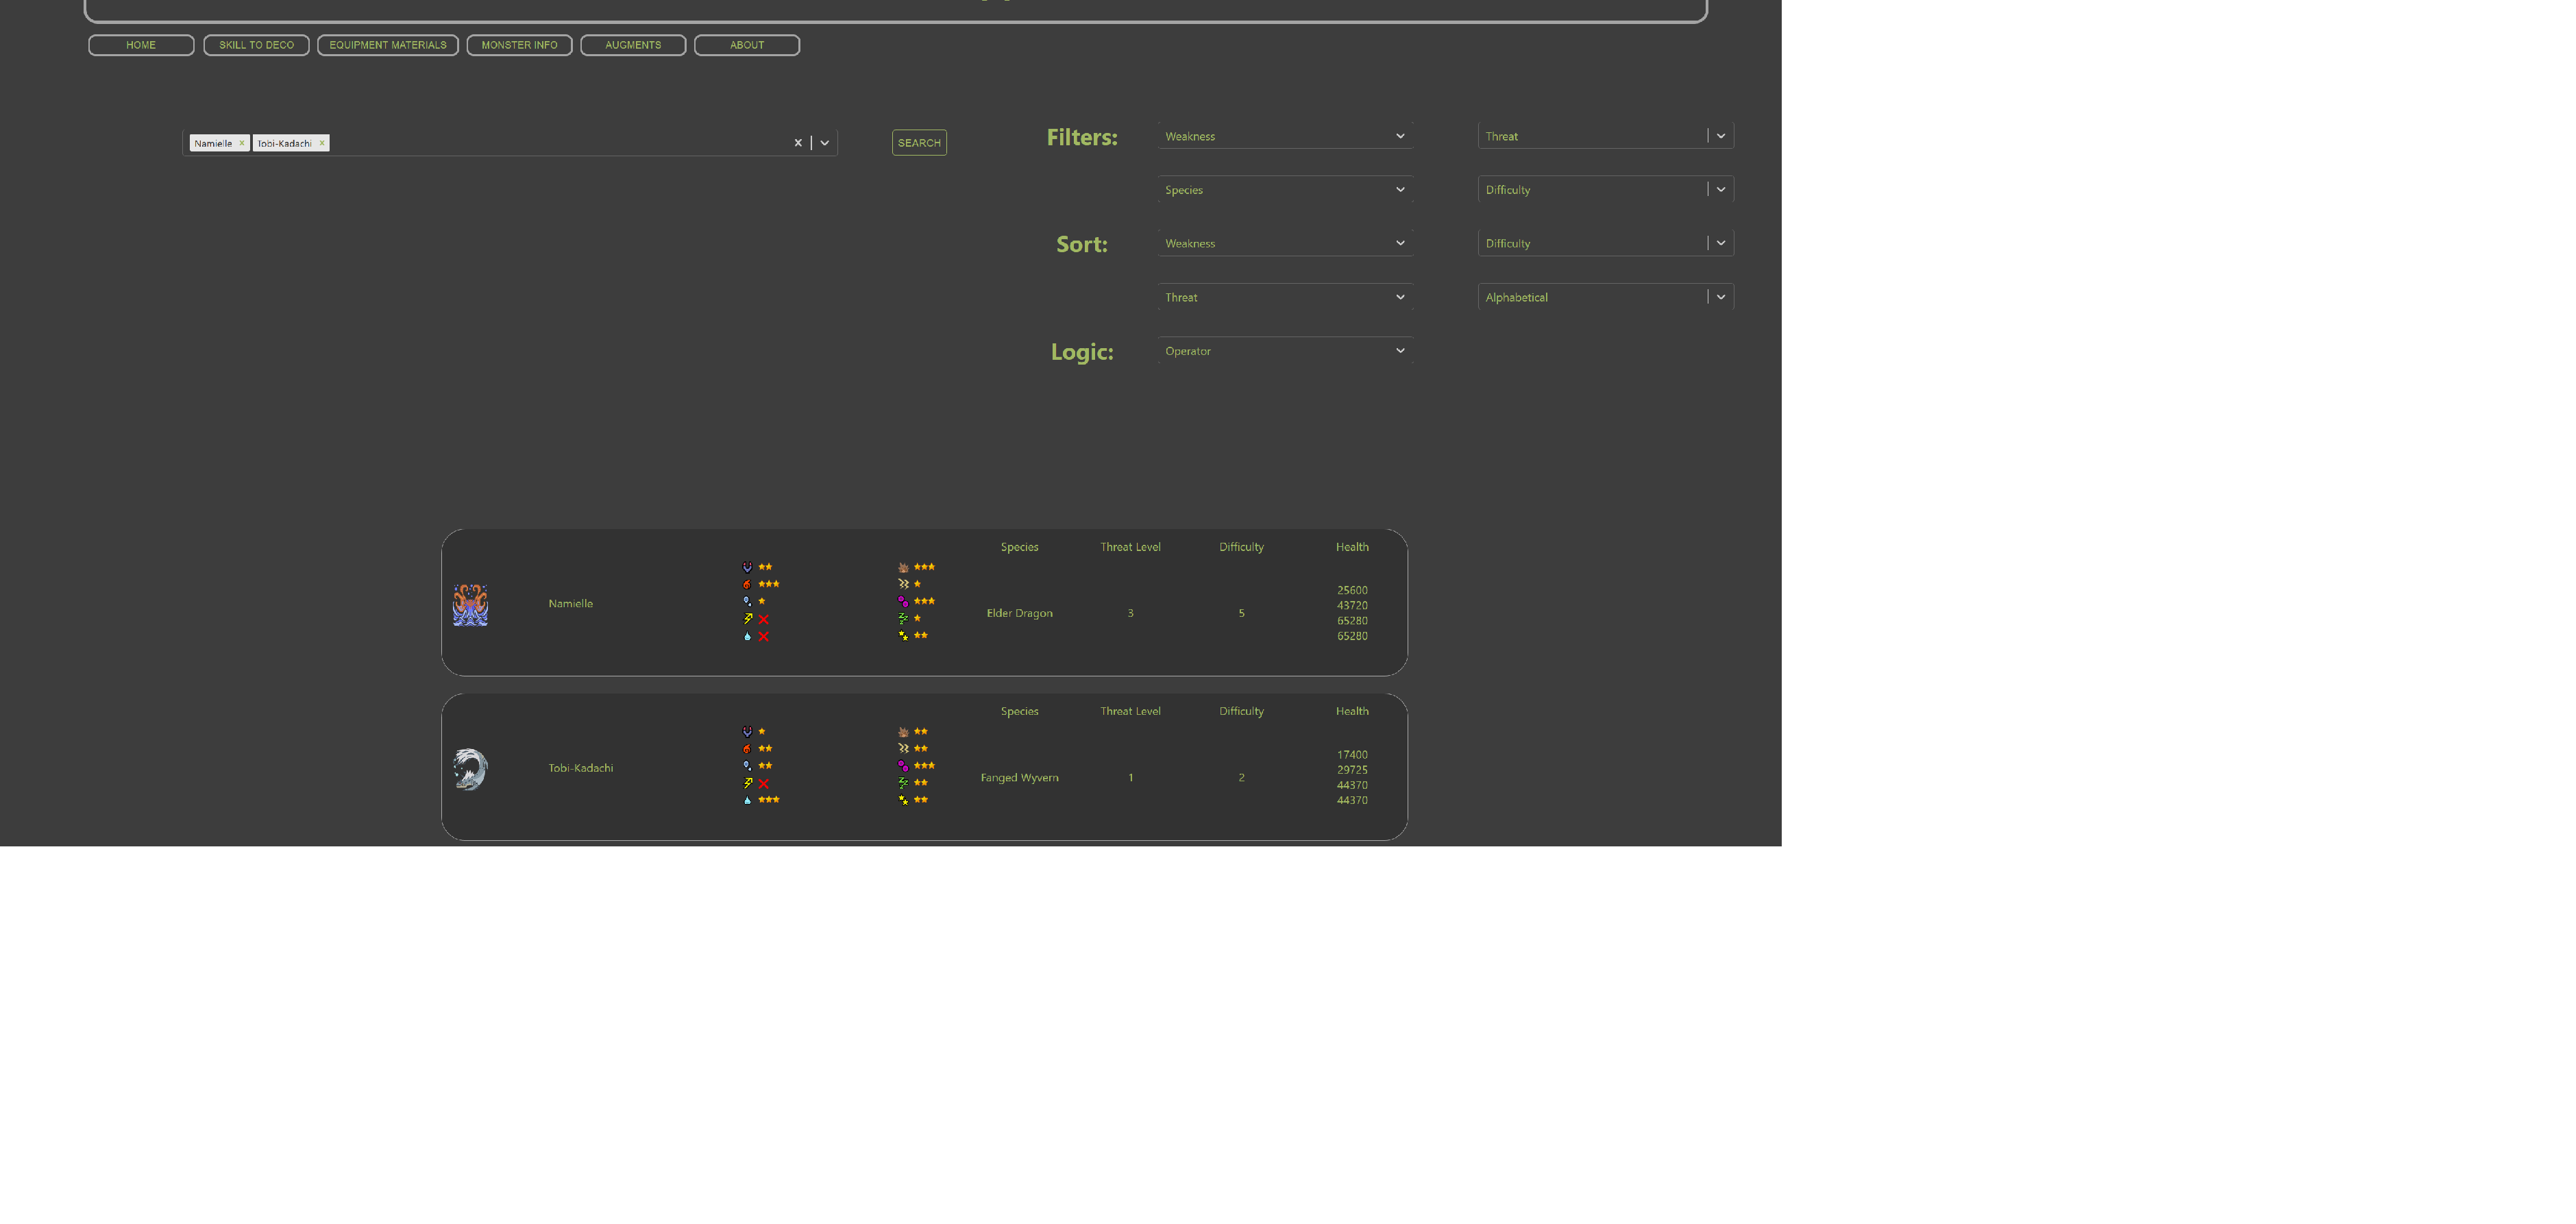 HOME SKILL TO DECO EQUIPMENT MATERIALS MONSTER INFO AUGMENTS ABOUT
Namielle Tobi-Kadachi SEARCH
Filters: Weakness Threat
Species Difficulty
Sort: Weakness Difficulty
Threat Alphabetical
Logic: Operator
Species Threat Level Difficulty Health
Namielle Elder Dragon 3 5
25600
43720
65280
65280
Species Threat Level Difficulty Health
Tobi-Kadachi Fanged Wyvern 1 2
17400
29725
44370
44370